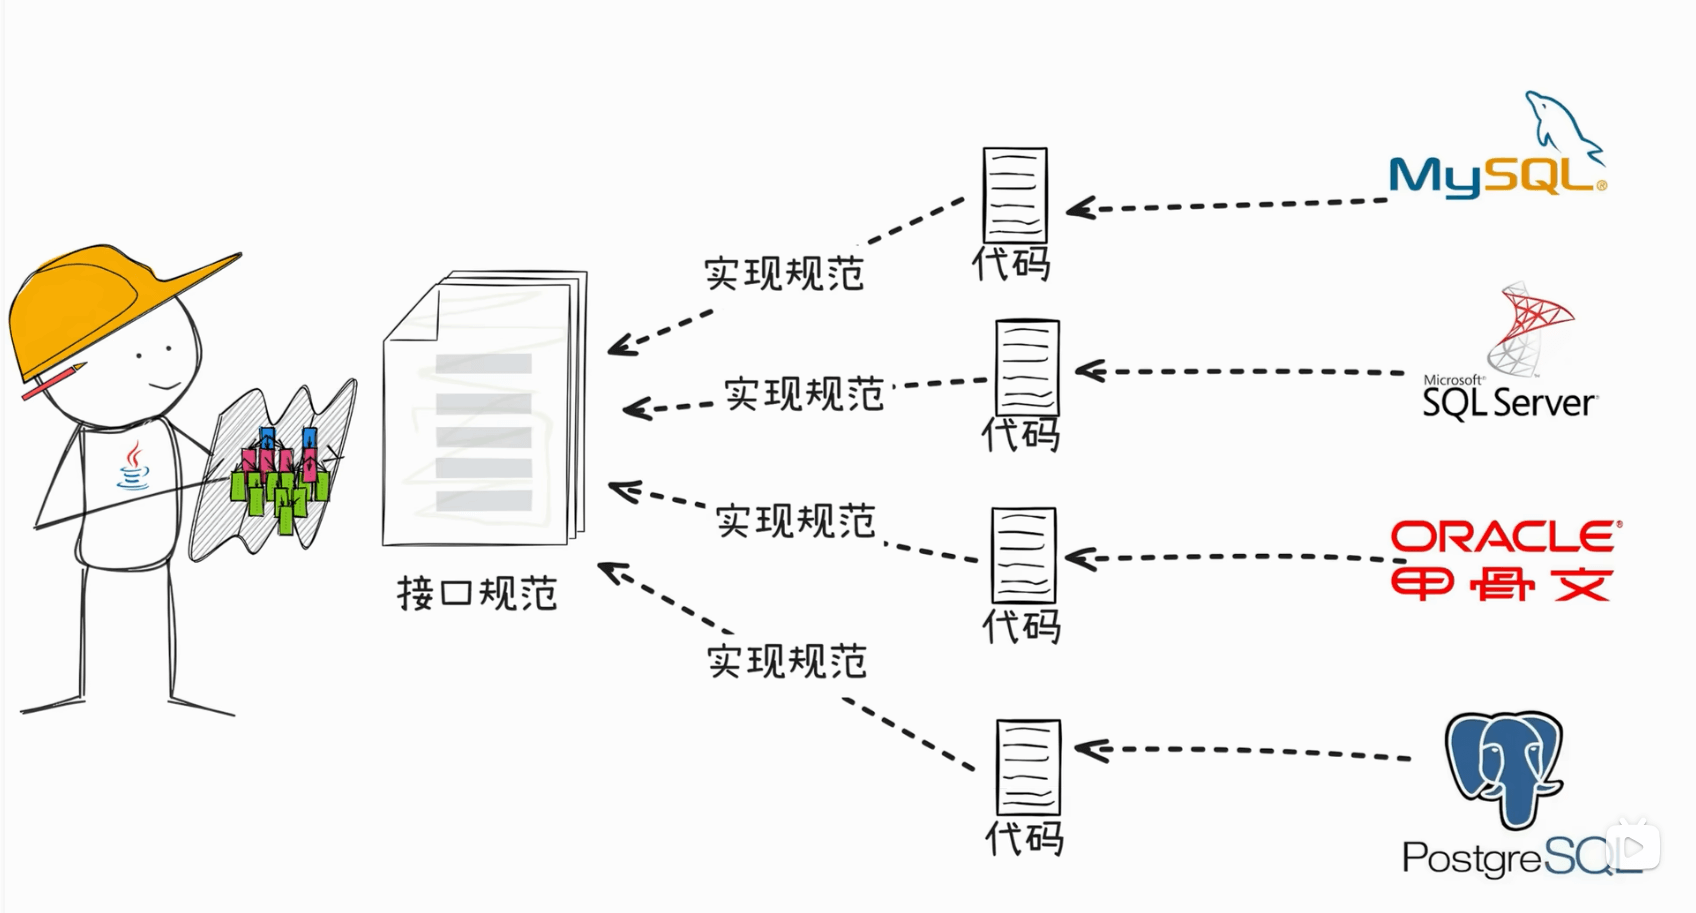 MySQL®
代码
实现规范
Microsoft®
SQL Server®
实现规范
代码
接口规范
实现规范
ORACLE®
甲骨文
代码
实现规范
代码
PostgreSQL